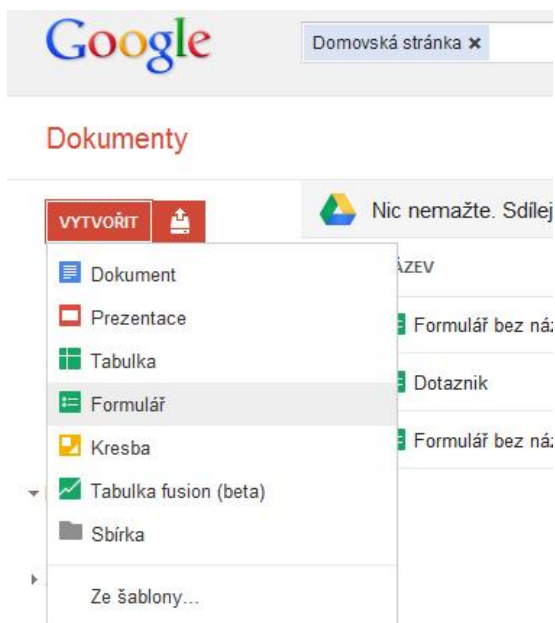 Google
Domovská stránka ×
Dokumenty
VYTVOŘIT
Nic nemažte. Sdílej
Dokument
ÁZEV
Prezentace
Formulář bez náz
Tabulka
Dotaznik
Formulář
Formulář bez náz
Kresba
Tabulka fusion (beta)
Sbírka
Ze šablony...